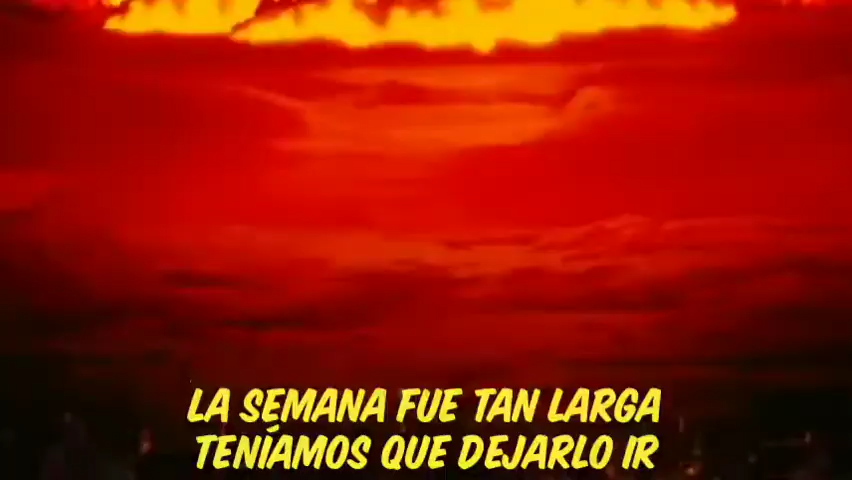 LA SEMANA FUE TAN LARGA
TENÍAMOS QUE DEJARLO IR